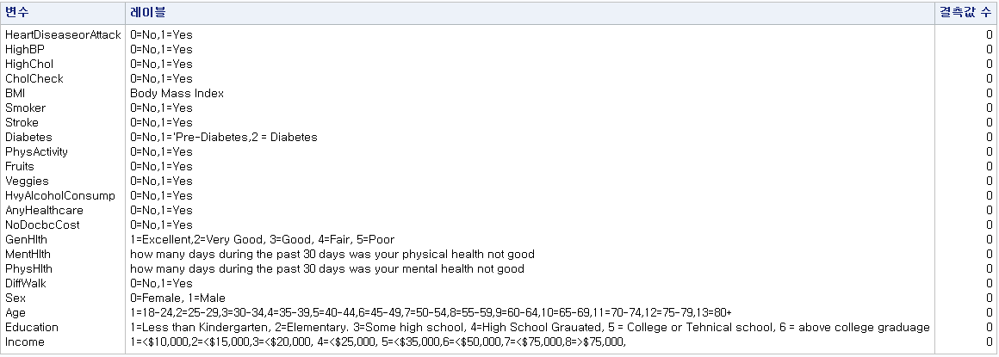 변수 레이블 결측값 수
HeartDiseaseorAttack 0=No,1=Yes 0
HighBP 0=No,1=Yes 0
HighChol 0=No,1=Yes 0
CholCheck 0=No,1=Yes 0
BMI Body Mass Index 0
Smoker 0=No,1=Yes 0
Stroke 0=No,1=Yes 0
Diabetes 0=No,1='Pre-Diabetes,2 = Diabetes 0
PhysActivity 0=No,1=Yes 0
Fruits 0=No,1=Yes 0
Veggies 0=No,1=Yes 0
HvyAlcoholConsump 0=No,1=Yes 0
AnyHealthcare 0=No,1=Yes 0
NoDocbcCost 0=No,1=Yes 0
GenHlth 1=Excellent,2=Very Good, 3=Good, 4=Fair, 5=Poor 0
MentHlth how many days during the past 30 days was your physical health not good 0
PhysHlth how many days during the past 30 days was your mental health not good 0
DiffWalk 0=No,1=Yes 0
Sex 0=Female, 1=Male 0
Age 1=18-24,2=25-29,3=30-34,4=35-39,5=40-44,6=45-49,7=50-54,8=55-59,9=60-64,10=65-69,11=70-74,12=75-79,13=80+ 0
Education 1=Less than Kindergarten, 2=Elementary. 3=Some high school, 4=High School Grauated, 5 = College or Tehnical school, 6 = above college graduage 0
Income 1=<$10,000,2=<$15,000,3=<$20,000, 4=<$25,000, 5=<$35,000,6=<$50,000,7=<$75,000,8=>$75,000, 0